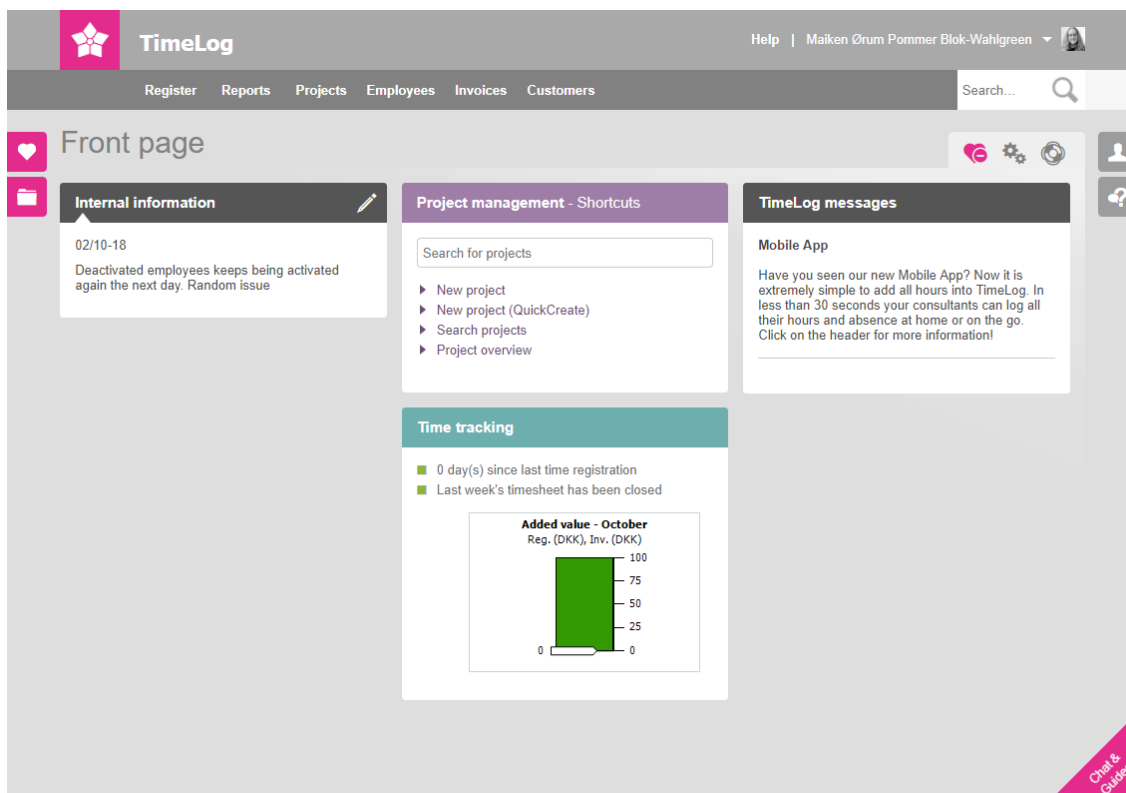 TimeLog
Help | Maiken Ørum Pommer Blok-Wahlgreen
Register Reports Projects Employees Invoices Customers
Search...
Front page
Internal information
02/10-18
Deactivated employees keeps being activated
again the next day. Random issue
Project management - Shortcuts
Search for projects
New project
New project (QuickCreate)
Search projects
Project overview
TimeLog messages
Mobile App
Have you seen our new Mobile App? Now it is
extremely simple to add all hours into TimeLog. In
less than 30 seconds your consultants can log all
their hours and absence at home or on the go.
Click on the header for more information!
Time tracking
0 day(s) since last time registration
Last week's timesheet has been closed
Added value - October
Reg. (DKK), Inv. (DKK)
100
75
50
25
0 0
Chat &
Guides